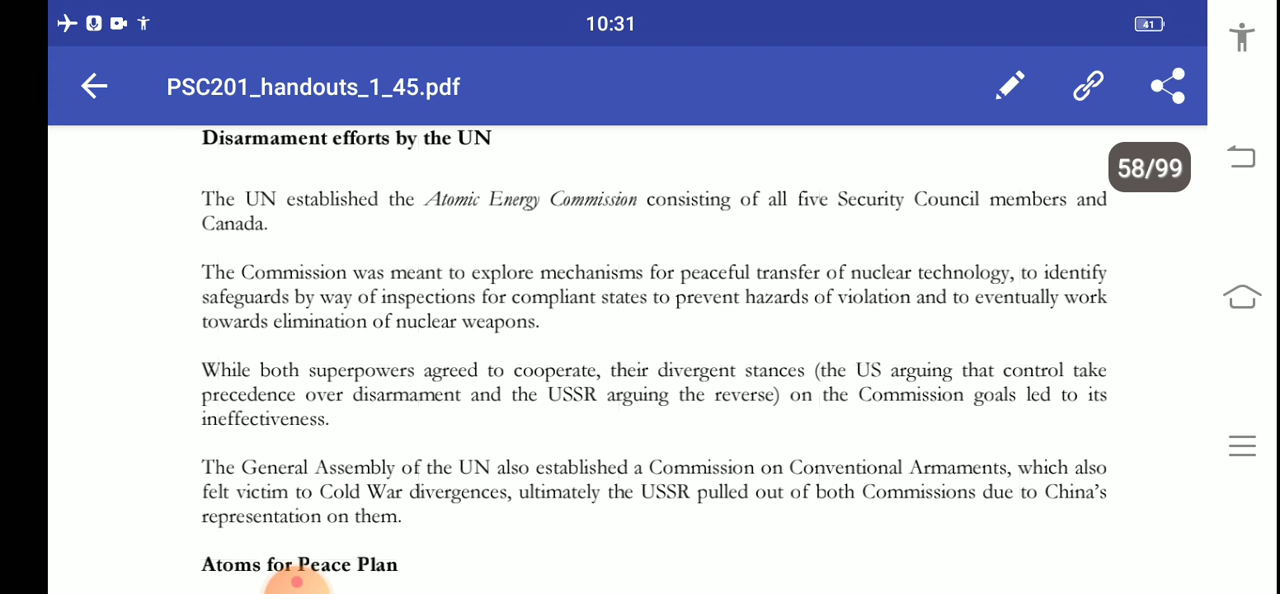 10:31
41
PSC201_handouts_1_45.pdf
Disarmament efforts by the UN
58/99
The UN established the Atomic Energy Commission consisting of all five Security Council members and
Canada.
The Commission was meant to explore mechanisms for peaceful transfer of nuclear technology, to identify
safeguards by way of inspections for compliant states to prevent hazards of violation and to eventually work
towards elimination of nuclear weapons.
While both superpowers agreed to cooperate, their divergent stances (the US arguing that control take
precedence over disarmament and the USSR arguing the reverse) on the Commission goals led to its
ineffectiveness.
The General Assembly of the UN also established a Commission on Conventional Armaments, which also
felt victim to Cold War divergences, ultimately the USSR pulled out of both Commissions due to China's
representation on them.
Atoms for Peace Plan